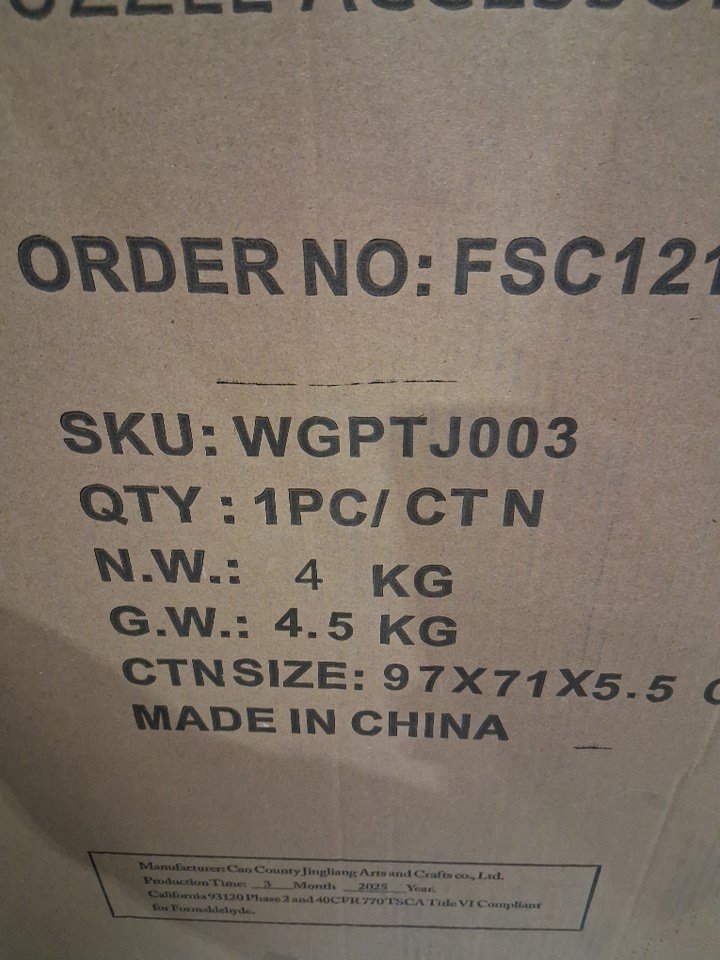 ORDER NO: FSC121
SKU: WGPTJ003
QTY : 1PC/ CTN
N.W.: 4 KG
G.W.: 4.5 KG
CTNSIZE: 97X71X5.5
MADE IN CHINA
Manufacturer: Cao County Jingliang Arts and Crafts co., Ltd.
Production Time: 3 Month 2025 Year.
California 93120 Phase 2 and 40CFR 770 TSCA Title VI Compliant
for Formaldehyde.